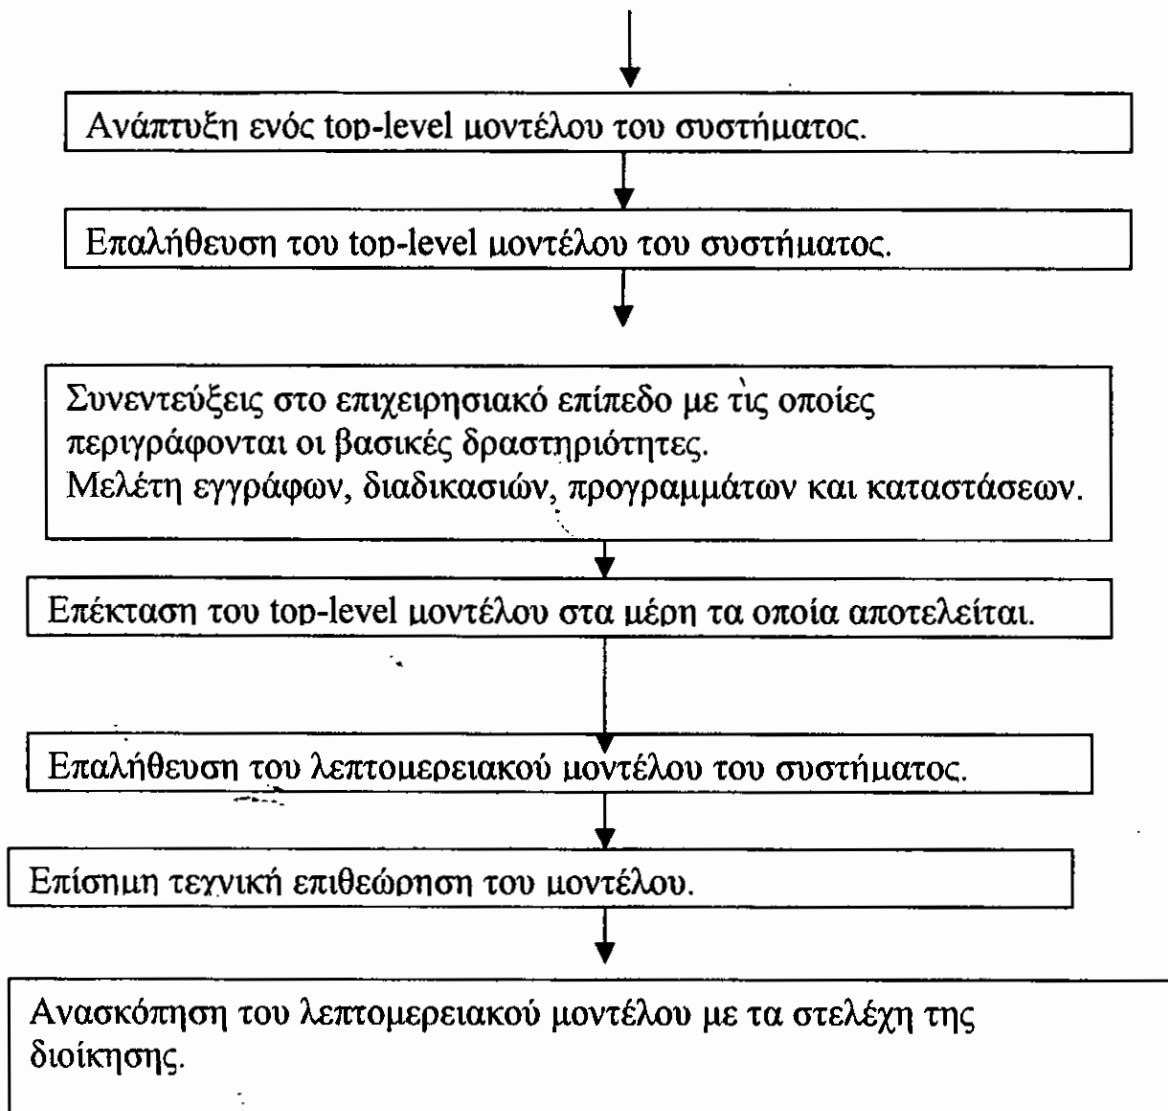 Ανάπτυξη ενός top-level μοντέλου του συστήματος.
Επαλήθευση του top-level μοντέλου του συστήματος.
Συνεντεύξεις στο επιχειρησιακό επίπεδο με τις οποίες
περιγράφονται οι βασικές δραστηριότητες.
Μελέτη εγγράφων, διαδικασιών, προγραμμάτων και καταστάσεων.
Επέκταση του top-level μοντέλου στα μέρη τα οποία αποτελείται.
Επαλήθευση του λεπτομερειακού μοντέλου του συστήματος.
Επίσημη τεχνική επιθεώρηση του μοντέλου.
Ανασκόπηση του λεπτομερειακού μοντέλου με τα στελέχη της
διοίκησης.